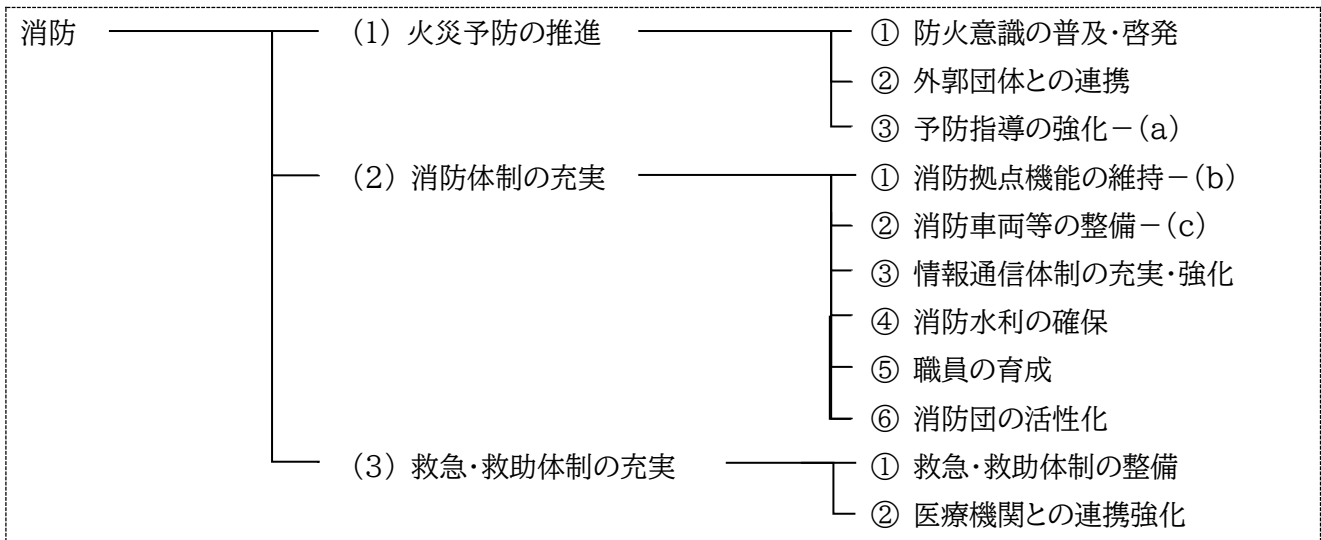 消防 (1) 火災予防の推進 ① 防火意識の普及・啓発
② 外郭団体との連携
③ 予防指導の強化－(a)
(2) 消防体制の充実 ① 消防拠点機能の維持－(b)
② 消防車両等の整備－(c)
③ 情報通信体制の充実・強化
④ 消防水利の確保
⑤ 職員の育成
⑥ 消防団の活性化
(3) 救急・救助体制の充実 ① 救急・救助体制の整備
② 医療機関との連携強化